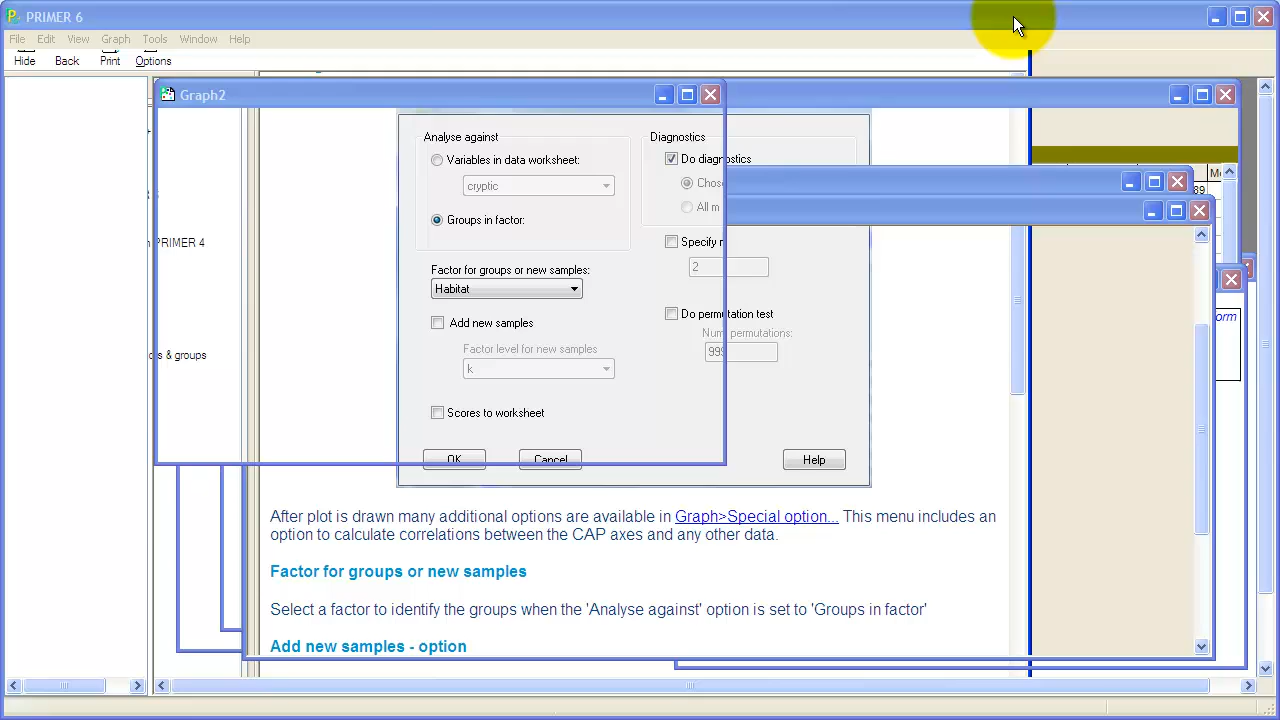 PRIMER 6
File Edit View Graph Tools Window Help
Hide Back Print Options
Graph2
Analyse against
Diagnostics
Variables in data worksheet:
Do diagnostics
cryptic
Chos
All m
Groups in factor:
Specify
2
PRIMER 4
Factor for groups or new samples:
Habitat
Add new samples
Do permutation test
Num. permutations:
999
Factor level for new samples
k
s & groups
Scores to worksheet
OK
Cancel
Help
89
orm
After plot is drawn many additional options are available in Graph>Special option... This menu includes an
option to calculate correlations between the CAP axes and any other data.
Factor for groups or new samples
Select a factor to identify the groups when the 'Analyse against' option is set to 'Groups in factor'
Add new samples - option